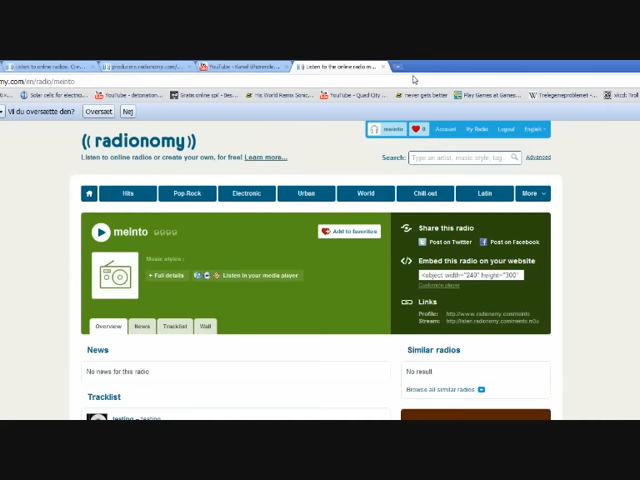 Listen to online radios. Cre...
producers.radionomy.com/...
YouTube - Kanal
Listen to the online radio m...
my.com/en/radio/meinto
Solar cells for electro...
YouTube - detonation...
Gratis online spil - Bes...
His World Remix Sonic...
YouTube - Quad City ...
never gets better
Play Games at Games...
Telegrafenproblemet - ...
xkcd: Troll
Vil du oversætte den?
Oversæt
Nej
radionomy
meinto
0
Account
My Radio
Logout
English
Listen to online radios or create your own, for free! Learn more...
Search:
Type an artist, music style, tag...
Advanced
Hits
Pop-Rock
Electronic
Urban
World
Chill-out
Latin
More
meinto
Add to favorites
Music styles :
+ Full details
Listen in your media player
Overview
News
Tracklist
Wall
Share this radio
Post on Twitter
Post on Facebook
Embed this radio on your website
<object width="240" height="300"
Customize player
Links
Profile: http://www.radionomy.com/meinto
Stream: http://listen.radionomy.com/meinto.m3u
News
No news for this radio
Similar radios
No result
Browse all similar radios
Tracklist
testing – testing